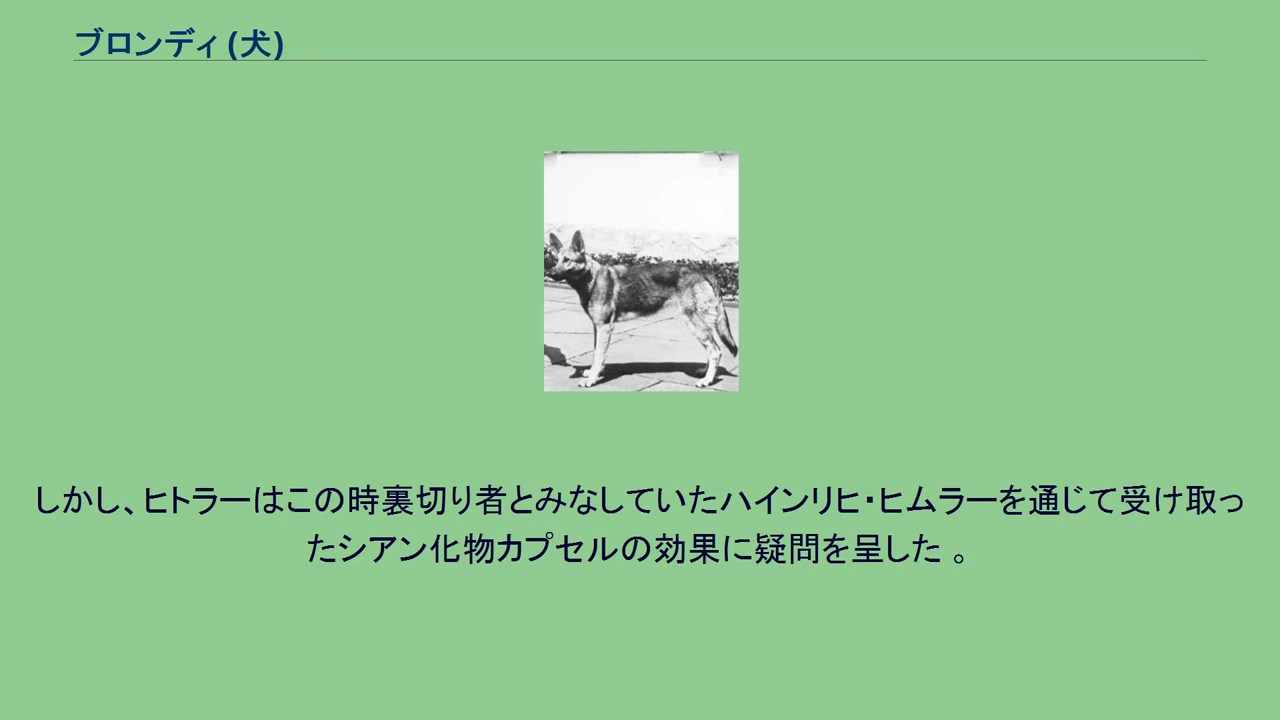 ブロンディ (犬)
しかし、ヒトラーはこの時裏切り者とみなしていたハインリヒ・ヒムラーを通じて受け取っ
たシアン化物カプセルの効果に疑問を呈した 。